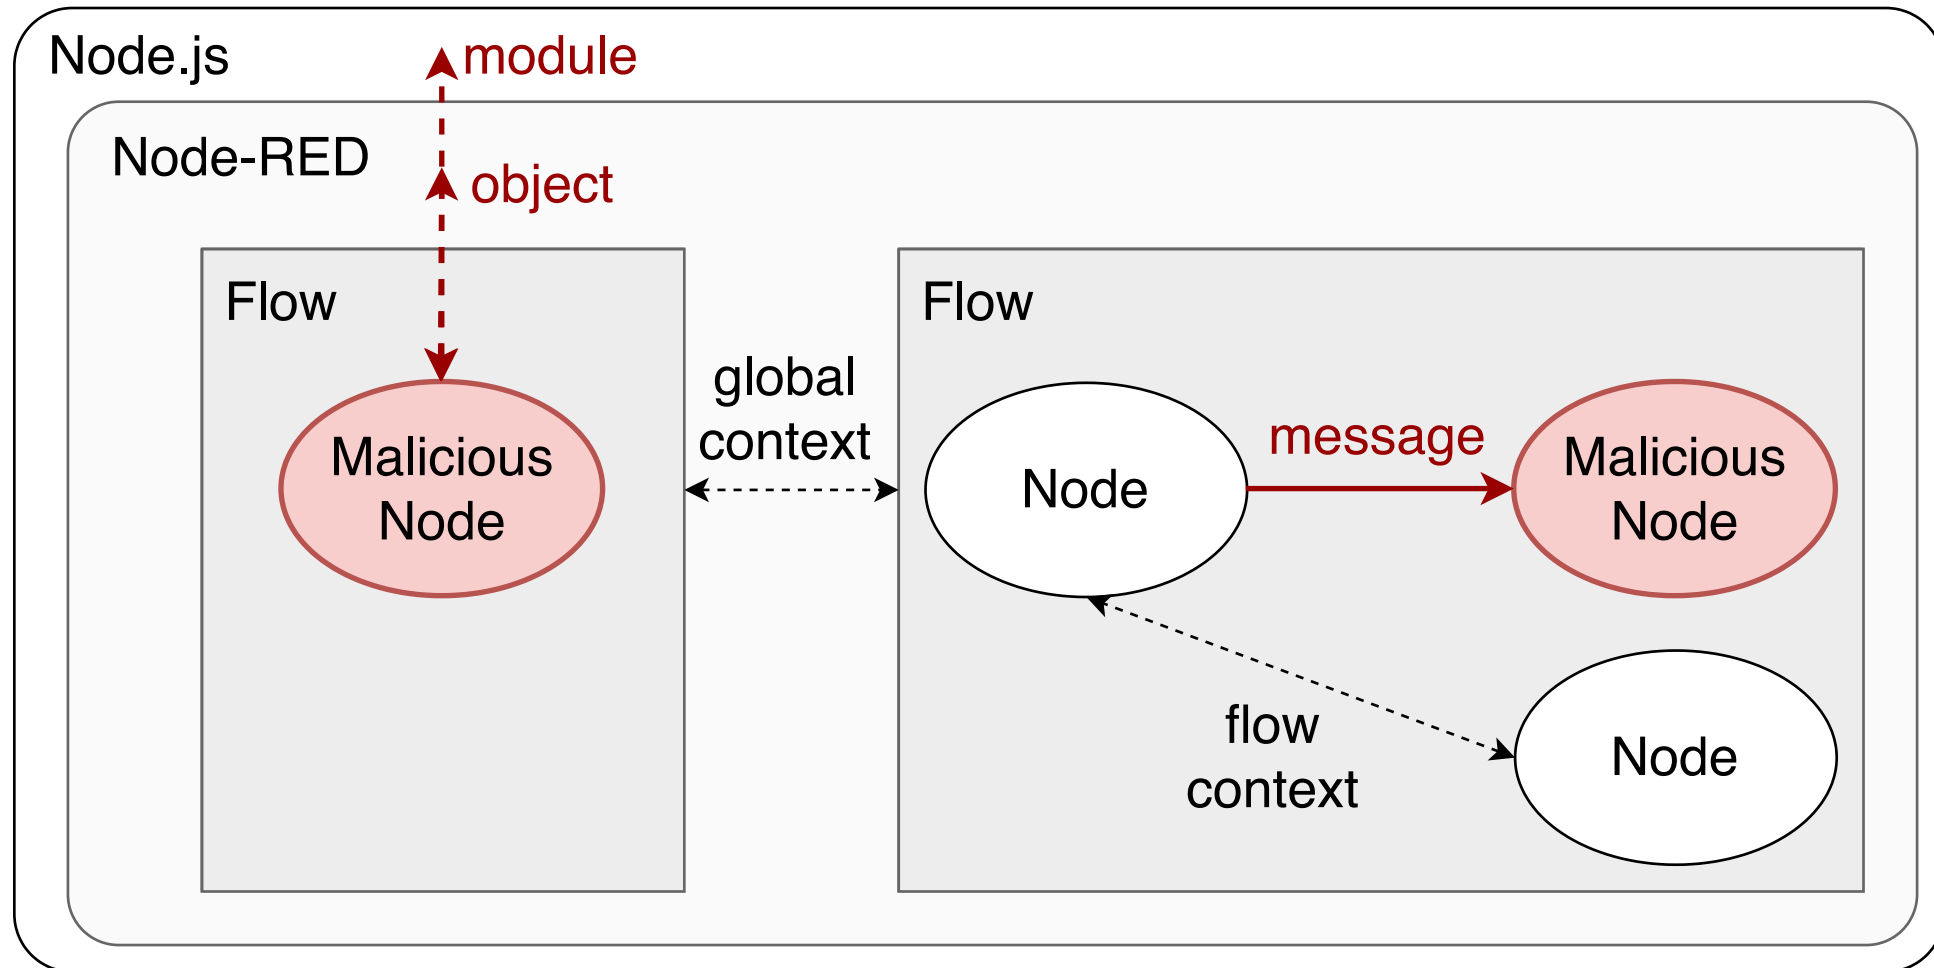 Node.js
module
Node-RED
object
Flow
Malicious
Node
global
context
Flow
Node
message
Malicious
Node
flow
context
Node